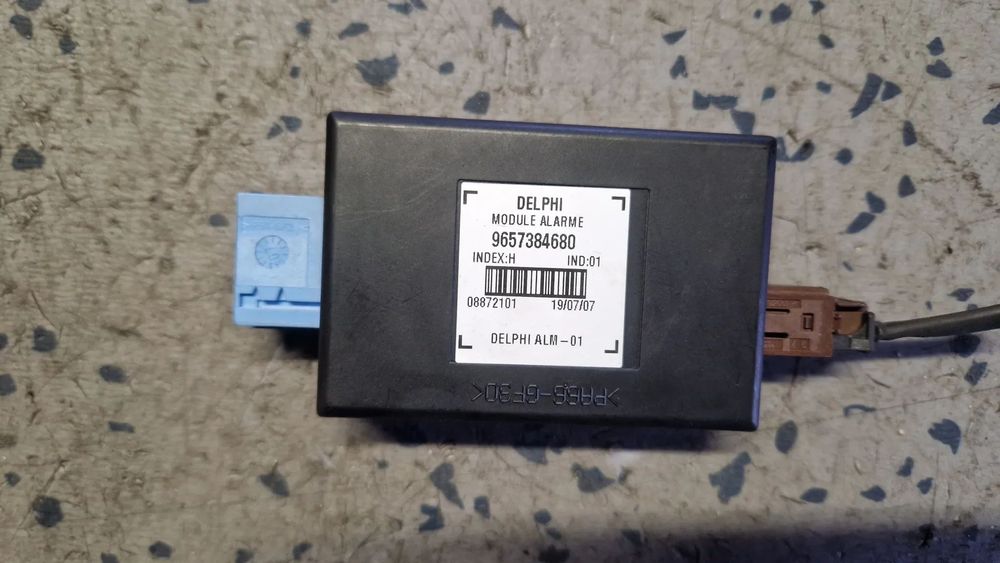 DELPHI
MODULE ALARME
9657384680
INDEX:H IND:01
08872101 19/07/07
DELPHI ALM-01
>PA66-GF30<